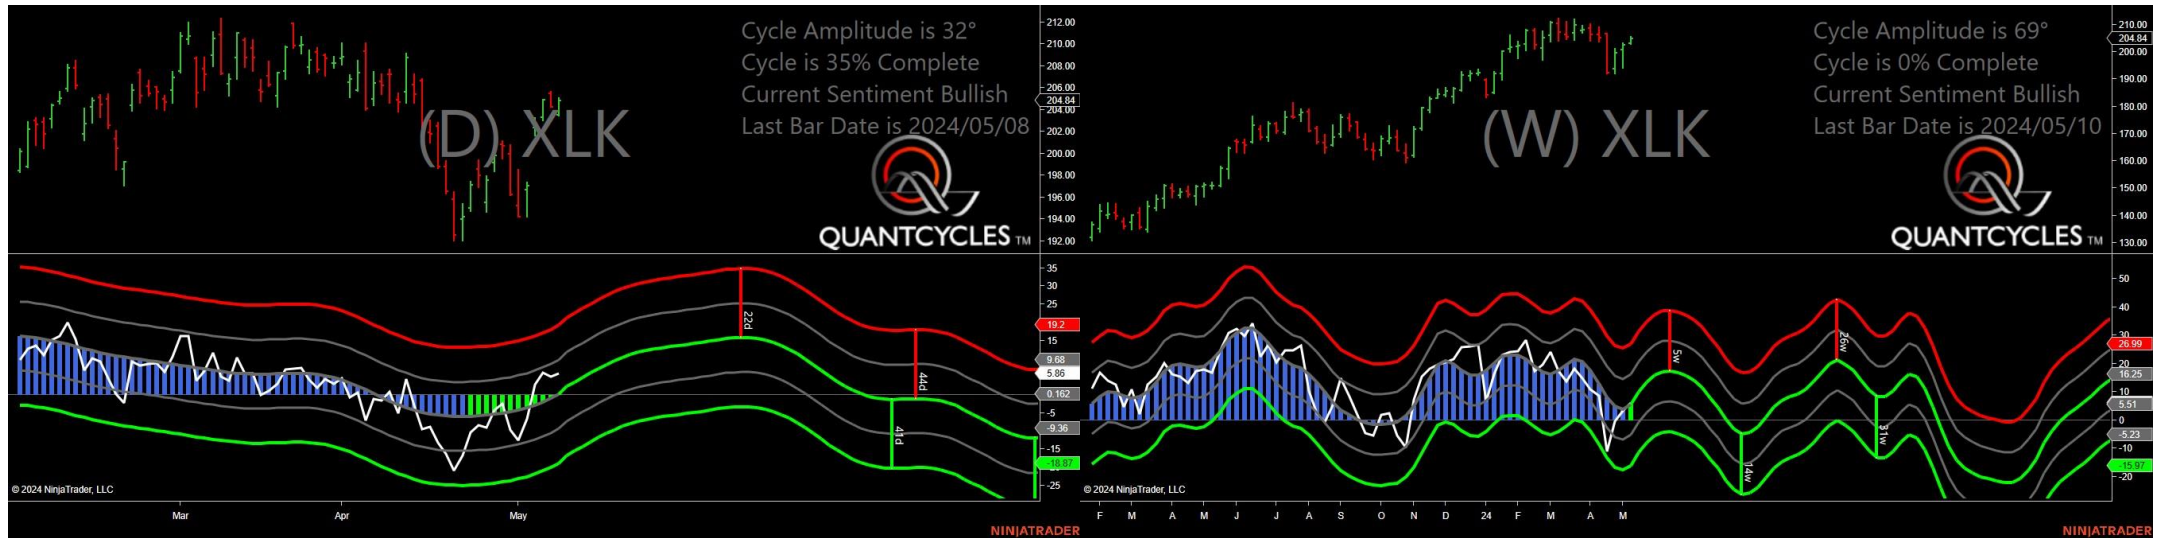 Cycle Amplitude is 32°
Cycle is 35% Complete
Current Sentiment Bullish
Last Bar Date is 2024/05/08
(D) XLK
QUANTCYCLES TM
212.00
210.00
208.00
206.00
204.84
204.00
202.00
200.00
198.00
196.00
194.00
192.00
35
30
25
19.2
15
9.68
5.86
0.162
-5
-9.36
-15
-18.87
-25
22d
44d
41d
© 2024 NinjaTrader, LLC
Mar Apr May
NINJATRADER
Cycle Amplitude is 69°
Cycle is 0% Complete
Current Sentiment Bullish
Last Bar Date is 2024/05/10
(W) XLK
QUANTCYCLES TM
210.00
204.84
200.00
190.00
180.00
170.00
160.00
150.00
140.00
130.00
50
40
30
26.99
16.25
10
5.51
0
-5.23
-10
-15.97
-20
5w
26w
14w
31w
© 2024 NinjaTrader, LLC
F M A M J J A S O N D 24 F M A M
NINJATRADER